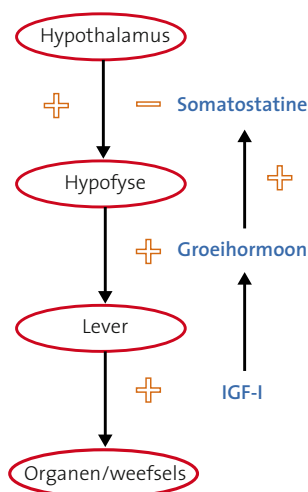 Hypothalamus
Somatostatine
Hypofyse
Groeihormoon
Lever
IGF-I
Organen/weefsels